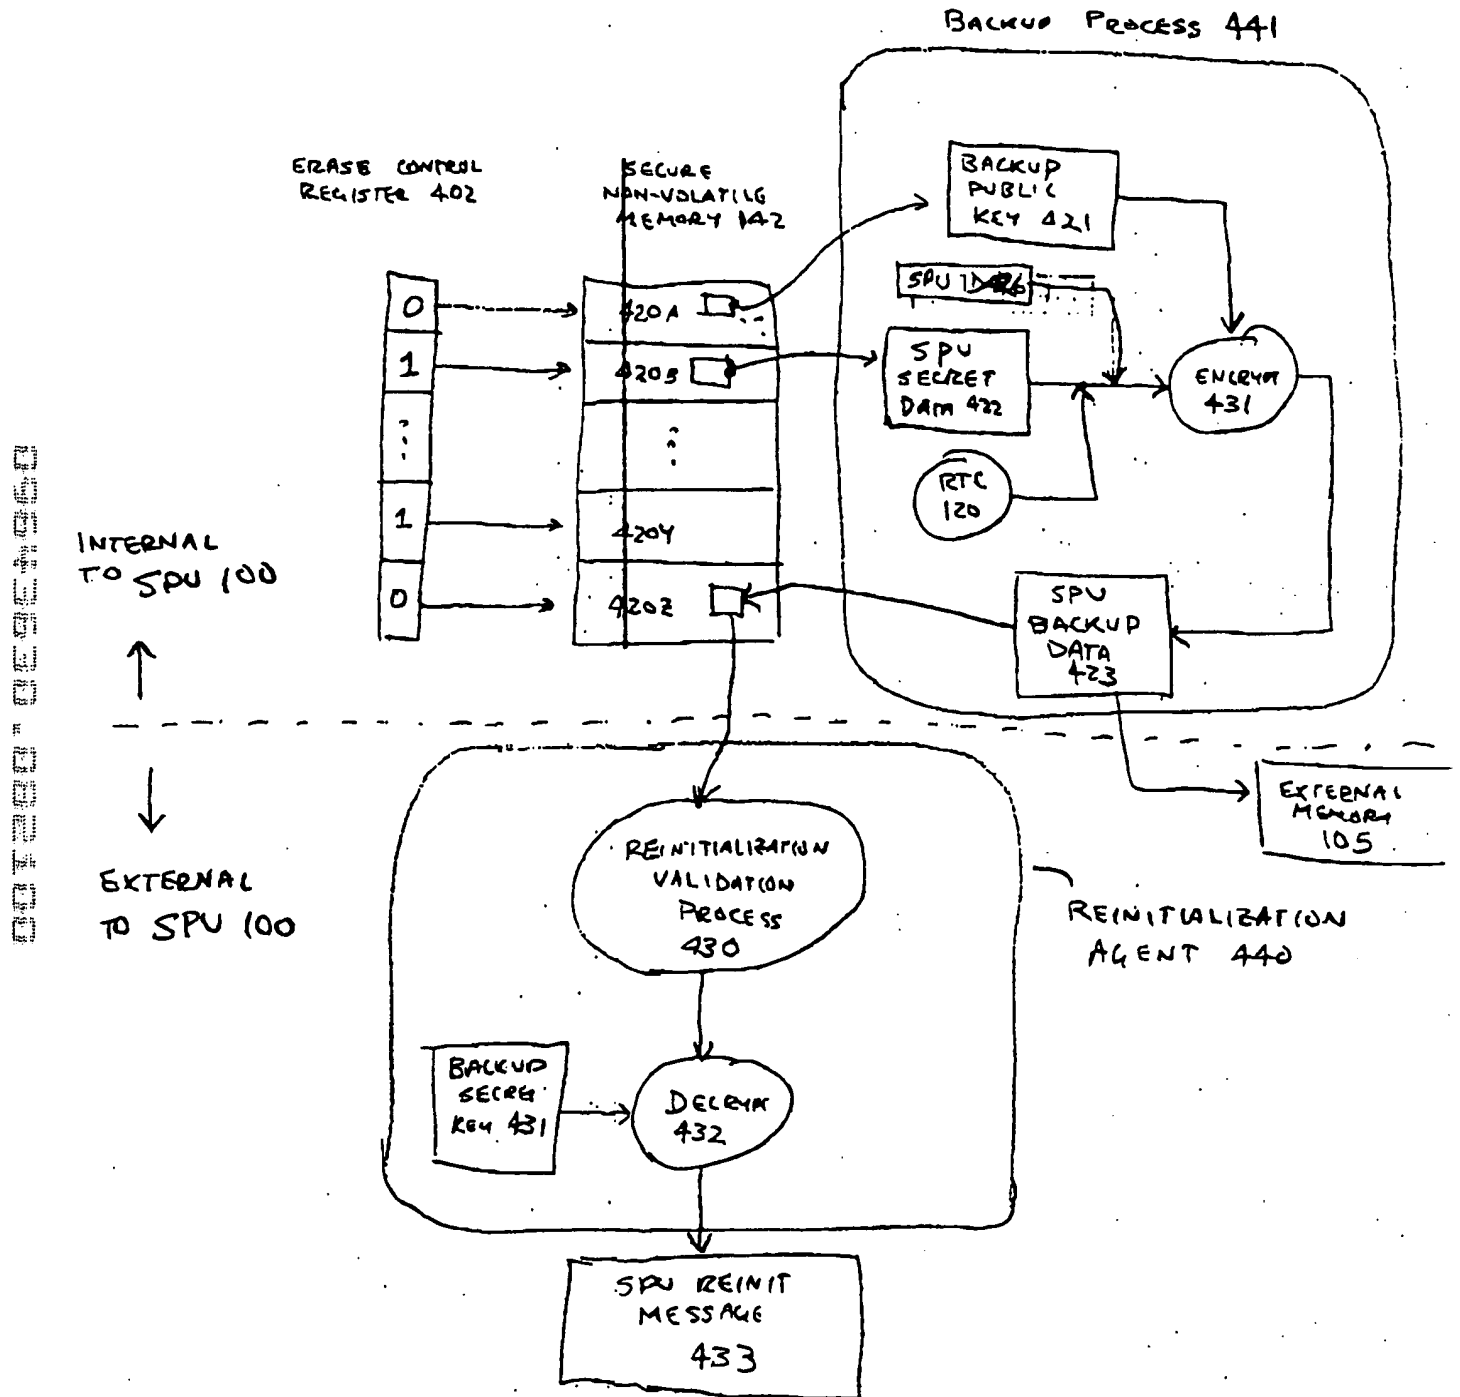 BACKUP PROCESS 441
ERASE CONTROL
REGISTER 402
SECURE
NON-VOLATILE
MEMORY 142
BACKUP
PUBLIC
KEY 421
0
420A
SPU
1
420B
SPU
SECRET
DATA 422
ENCRYPT
431
RTC
120
1
420Y
INTERNAL
TO SPU 100
0
420Z
SPU
BACKUP
DATA
423
EXTERNAL
MEMORY
105
REINITIALIZATION
VALIDATION
PROCESS
430
EXTERNAL
TO SPU 100
REINITIALIZATION
AGENT 440
BACKUP
SECRET
KEY 431
DECRYPT
432
SPU REINIT
MESSAGE
433